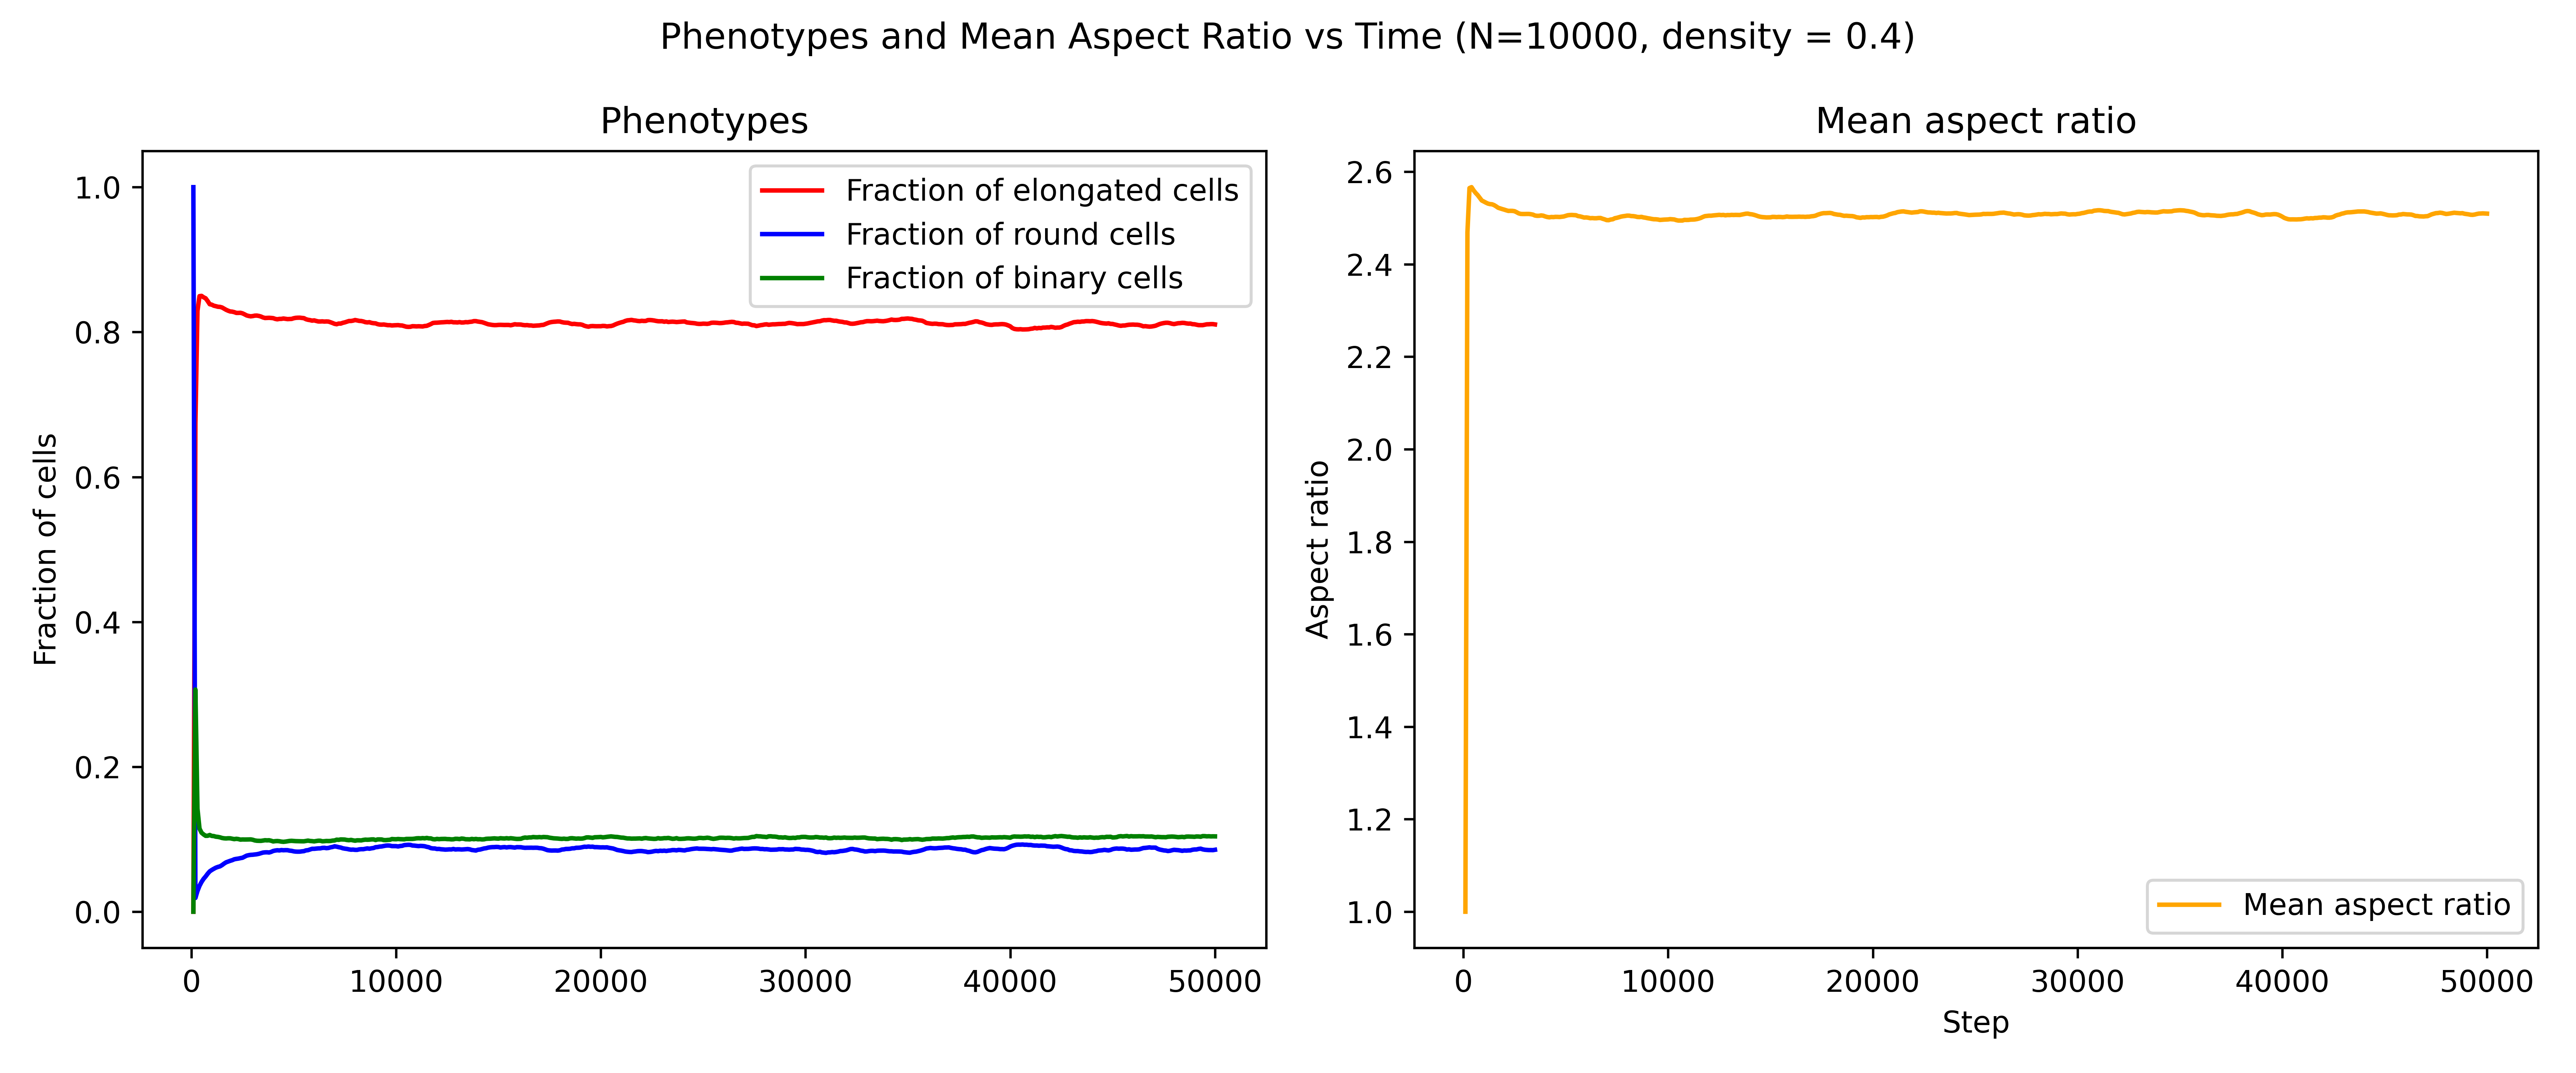 Phenotypes and Mean Aspect Ratio vs Time (N=10000, density = 0.4)
Phenotypes
Fraction of cells
1.0
0.8
0.6
0.4
0.2
0.0
Fraction of elongated cells
Fraction of round cells
Fraction of binary cells
0 10000 20000 30000 40000 50000
Mean aspect ratio
Aspect ratio
2.6
2.4
2.2
2.0
1.8
1.6
1.4
1.2
1.0
Mean aspect ratio
0 10000 20000 30000 40000 50000
Step